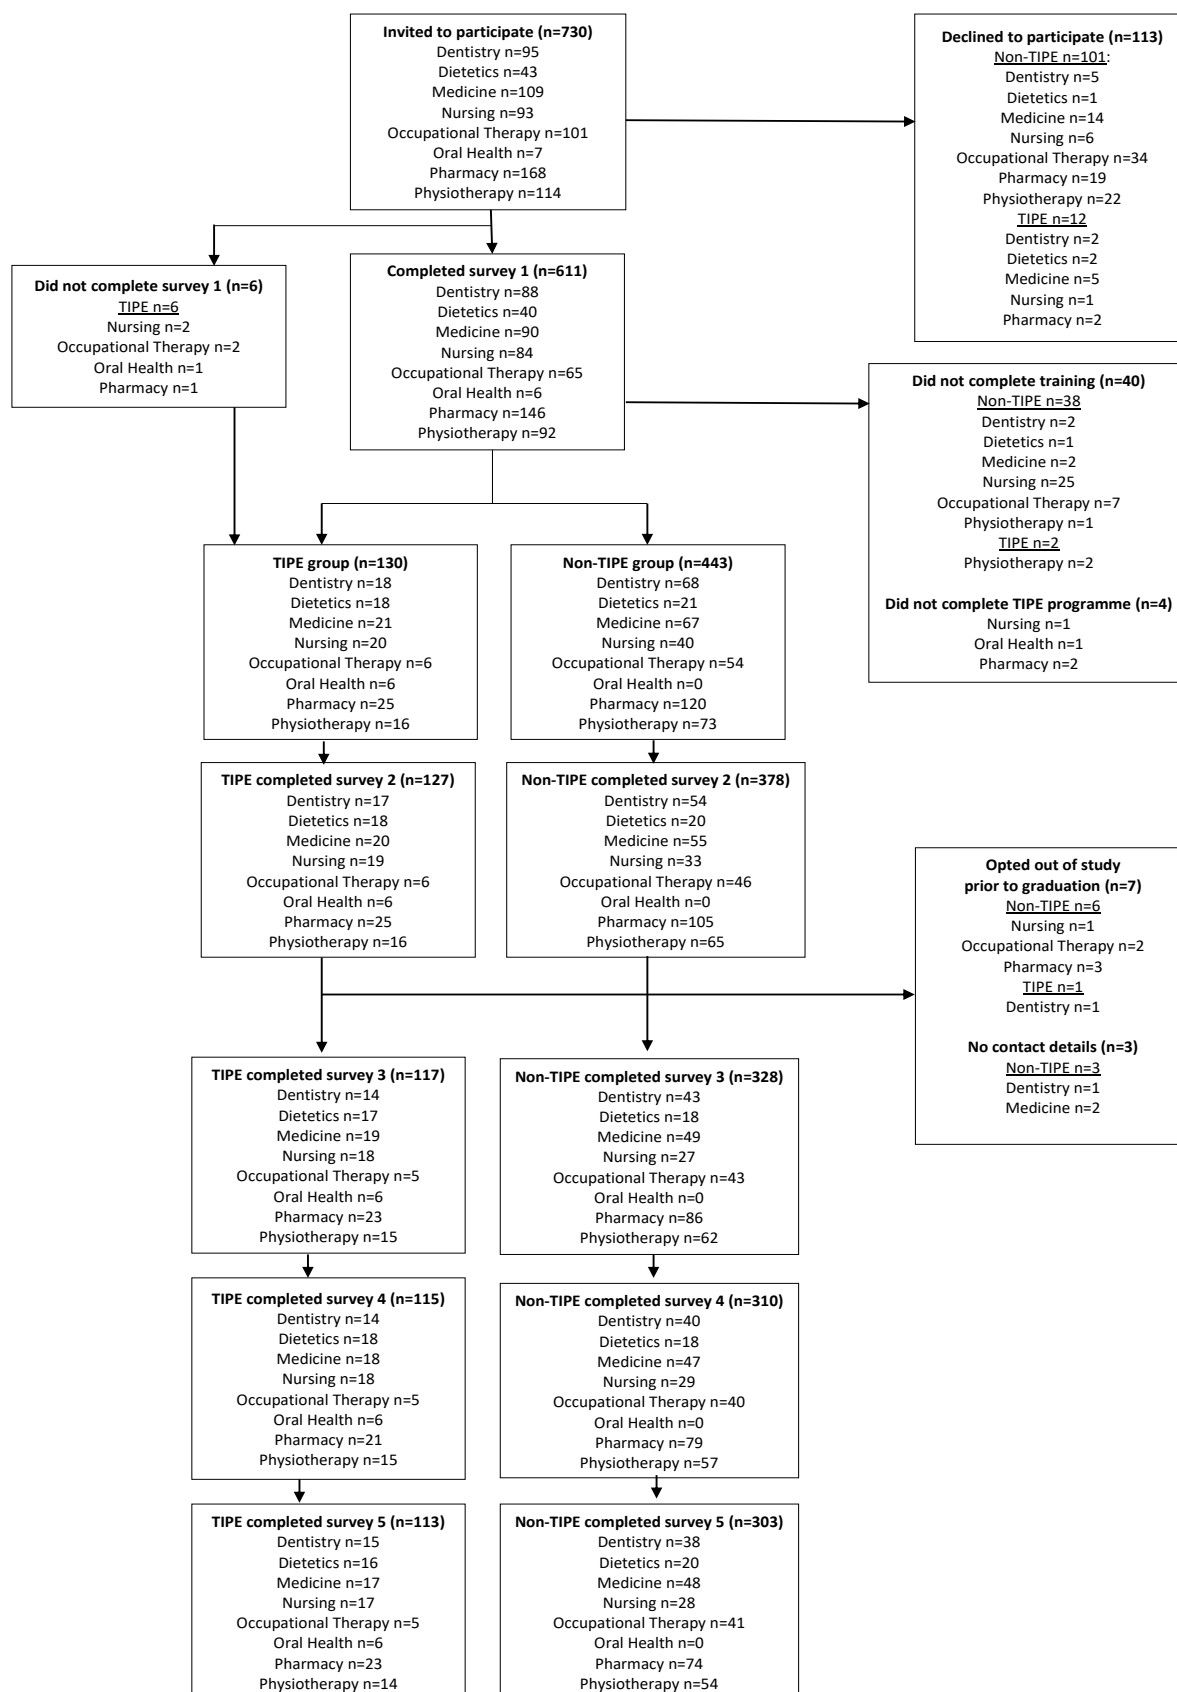 Invited to participate (n=730)
Dentistry n=95
Dietetics n=43
Medicine n=109
Nursing n=93
Occupational Therapy n=101
Oral Health n=7
Pharmacy n=168
Physiotherapy n=114
Declined to participate (n=113)
Non-TIPE n=101:
Dentistry n=5
Dietetics n=1
Medicine n=14
Nursing n=6
Occupational Therapy n=34
Pharmacy n=19
Physiotherapy n=22
TIPE n=12
Dentistry n=2
Dietetics n=2
Medicine n=5
Nursing n=1
Pharmacy n=2
Did not complete survey 1 (n=6)
TIPE n=6
Nursing n=2
Occupational Therapy n=2
Oral Health n=1
Pharmacy n=1
Completed survey 1 (n=611)
Dentistry n=88
Dietetics n=40
Medicine n=90
Nursing n=84
Occupational Therapy n=65
Oral Health n=6
Pharmacy n=146
Physiotherapy n=92
Did not complete training (n=40)
Non-TIPE n=38
Dentistry n=2
Dietetics n=1
Medicine n=2
Nursing n=25
Occupational Therapy n=7
Physiotherapy n=1
TIPE n=2
Physiotherapy n=2
Did not complete TIPE programme (n=4)
Nursing n=1
Oral Health n=1
Pharmacy n=2
TIPE group (n=130)
Dentistry n=18
Dietetics n=18
Medicine n=21
Nursing n=20
Occupational Therapy n=6
Oral Health n=6
Pharmacy n=25
Physiotherapy n=16
Non-TIPE group (n=443)
Dentistry n=68
Dietetics n=21
Medicine n=67
Nursing n=40
Occupational Therapy n=54
Oral Health n=0
Pharmacy n=120
Physiotherapy n=73
TIPE completed survey 2 (n=127)
Dentistry n=17
Dietetics n=18
Medicine n=20
Nursing n=19
Occupational Therapy n=6
Oral Health n=6
Pharmacy n=25
Physiotherapy n=16
Non-TIPE completed survey 2 (n=378)
Dentistry n=54
Dietetics n=20
Medicine n=55
Nursing n=33
Occupational Therapy n=46
Oral Health n=0
Pharmacy n=105
Physiotherapy n=65
Opted out of study
prior to graduation (n=7)
Non-TIPE n=6
Nursing n=1
Occupational Therapy n=2
Pharmacy n=3
TIPE n=1
Dentistry n=1
No contact details (n=3)
Non-TIPE n=3
Dentistry n=1
Medicine n=2
TIPE completed survey 3 (n=117)
Dentistry n=14
Dietetics n=17
Medicine n=19
Nursing n=18
Occupational Therapy n=5
Oral Health n=6
Pharmacy n=23
Physiotherapy n=15
Non-TIPE completed survey 3 (n=328)
Dentistry n=43
Dietetics n=18
Medicine n=49
Nursing n=27
Occupational Therapy n=43
Oral Health n=0
Pharmacy n=86
Physiotherapy n=62
TIPE completed survey 4 (n=115)
Dentistry n=14
Dietetics n=18
Medicine n=18
Nursing n=18
Occupational Therapy n=5
Oral Health n=6
Pharmacy n=21
Physiotherapy n=15
Non-TIPE completed survey 4 (n=310)
Dentistry n=40
Dietetics n=18
Medicine n=47
Nursing n=29
Occupational Therapy n=40
Oral Health n=0
Pharmacy n=79
Physiotherapy n=57
TIPE completed survey 5 (n=113)
Dentistry n=15
Dietetics n=16
Medicine n=17
Nursing n=17
Occupational Therapy n=5
Oral Health n=6
Pharmacy n=23
Physiotherapy n=14
Non-TIPE completed survey 5 (n=303)
Dentistry n=38
Dietetics n=20
Medicine n=48
Nursing n=28
Occupational Therapy n=41
Oral Health n=0
Pharmacy n=74
Physiotherapy n=54